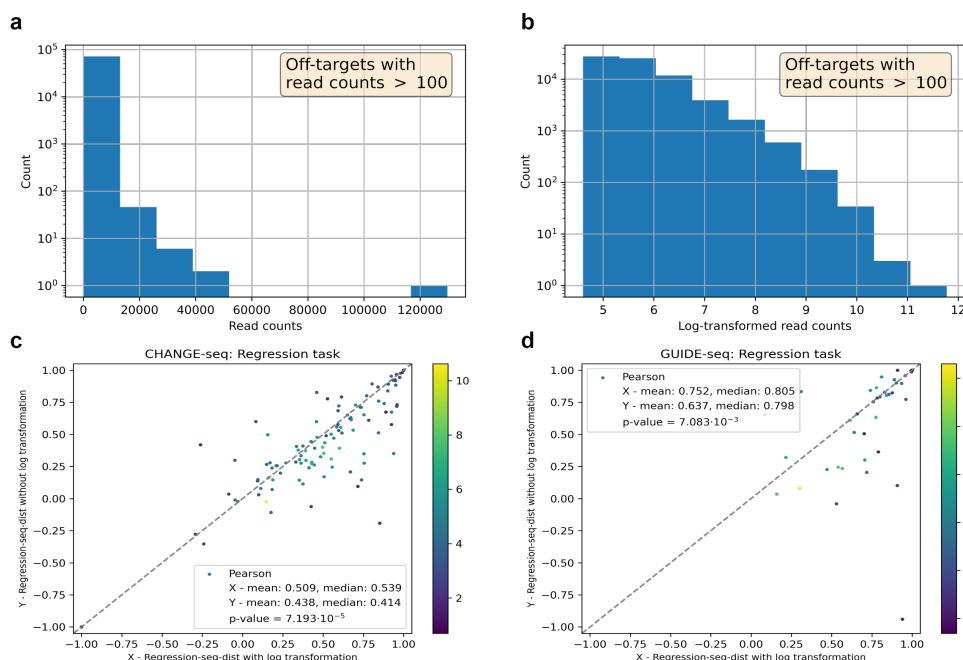 a
Off-targets with
read counts > 100
10⁵
10⁴
10³
10²
10¹
10⁰
Count
0 20000 40000 60000 80000 100000 120000
Read counts
b
Off-targets with
read counts > 100
10⁴
10³
10²
10¹
10⁰
Count
5 6 7 8 9 10 11 12
Log-transformed read counts
c
CHANGE-seq: Regression task
1.00
0.75
0.50
0.25
0.00
−0.25
−0.50
−0.75
−1.00
Y - Regression-seq-dist without log transformation
Pearson
X - mean: 0.509, median: 0.539
Y - mean: 0.438, median: 0.414
p-value = 7.193·10⁻⁵
−1.00 −0.75 −0.50 −0.25 0.00 0.25 0.50 0.75 1.00
X - Regression-seq-dist with log transformation
10
8
6
4
2
d
GUIDE-seq: Regression task
1.00
0.75
0.50
0.25
0.00
−0.25
−0.50
−0.75
−1.00
Y - Regression-seq-dist without log transformation
Pearson
X - mean: 0.752, median: 0.805
Y - mean: 0.637, median: 0.798
p-value = 7.083·10⁻³
−1.00 −0.75 −0.50 −0.25 0.00 0.25 0.50 0.75 1.00
X - Regression-seq-dist with log transformation